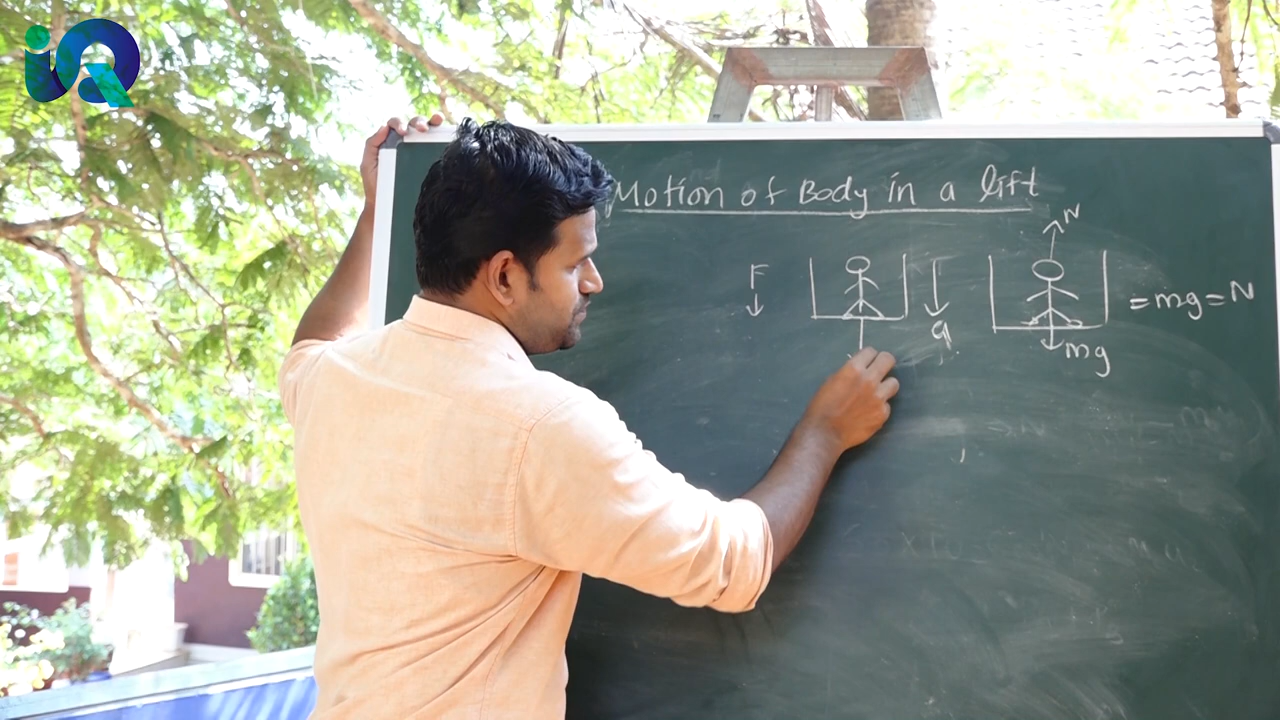 iQ
Motion of Body in a lift
N
F
a
= mg = N
mg